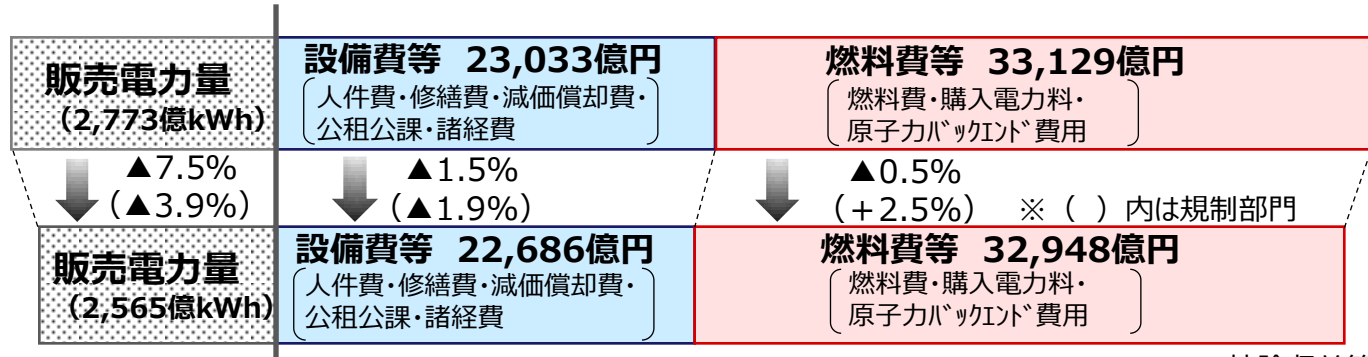 販売電力量
（2,773億kWh）
設備費等 23,033億円
人件費・修繕費・減価償却費・
公租公課・諸経費
燃料費等 33,129億円
燃料費・購入電力料・
原子力ﾊﾞｯｸｴﾝﾄﾞ費用
▲7.5%
（▲3.9%）
▲1.5%
（▲1.9%）
▲0.5%
（＋2.5%） ※（ ）内は規制部門
販売電力量
（2,565億kWh）
設備費等 22,686億円
人件費・修繕費・減価償却費・
公租公課・諸経費
燃料費等 32,948億円
燃料費・購入電力料・
原子力ﾊﾞｯｸｴﾝﾄﾞ費用